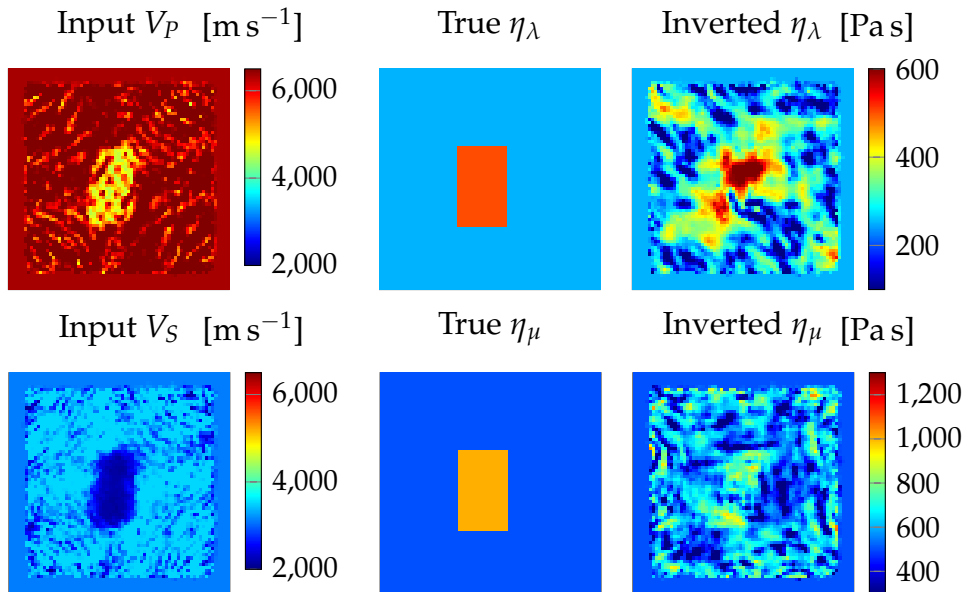 Input V_P [m s⁻¹]
True η_λ
Inverted η_λ [Pa s]
6,000
4,000
2,000
600
400
200
Input V_S [m s⁻¹]
True η_μ
Inverted η_μ [Pa s]
6,000
4,000
2,000
1,200
1,000
800
600
400